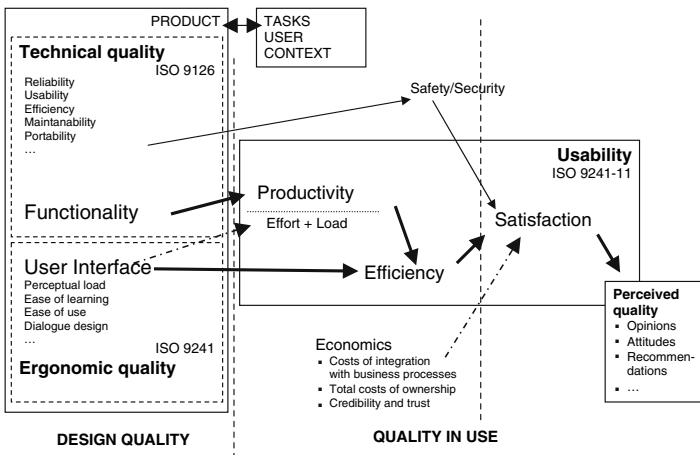 PRODUCT
TASKS
USER
CONTEXT
Technical quality
ISO 9126
Reliability
Usability
Efficiency
Maintanability
Portability
...
Functionality
User Interface
Perceptual load
Ease of learning
Ease of use
Dialogue design
...
ISO 9241
Ergonomic quality
DESIGN QUALITY
Safety/Security
Usability
ISO 9241-11
Productivity
Effort + Load
Efficiency
Satisfaction
Economics
▪ Costs of integration
with business processes
▪ Total costs of ownership
▪ Credibility and trust
Perceived
quality
▪ Opinions
▪ Attitudes
▪ Recommen-
dations
▪ ...
QUALITY IN USE